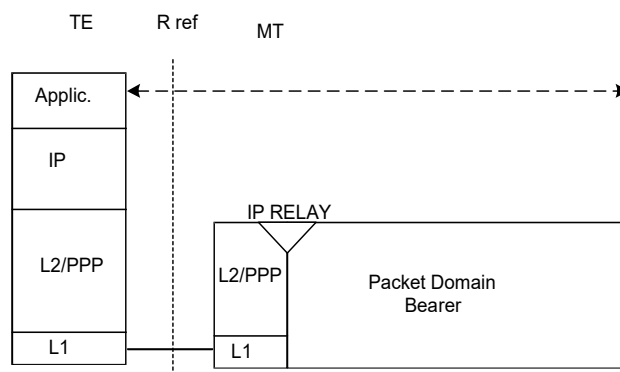 TE
R ref
MT
Applic.
IP
IP RELAY
L2/PPP
L2/PPP
Packet Domain
Bearer
L1
L1